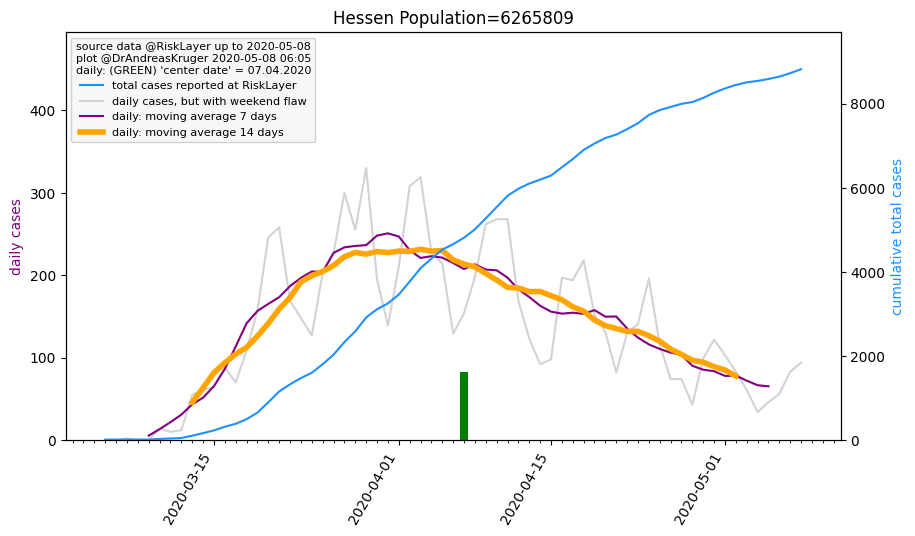 Hessen Population=6265809
source data @RiskLayer up to 2020-05-08
plot @DrAndreasKruger 2020-05-08 06:05
daily: (GREEN) 'center date' = 07.04.2020
total cases reported at RiskLayer
daily cases, but with weekend flaw
daily: moving average 7 days
daily: moving average 14 days
daily cases
400
300
200
100
0
cumulative total cases
8000
6000
4000
2000
0
2020-03-15
2020-04-01
2020-04-15
2020-05-01